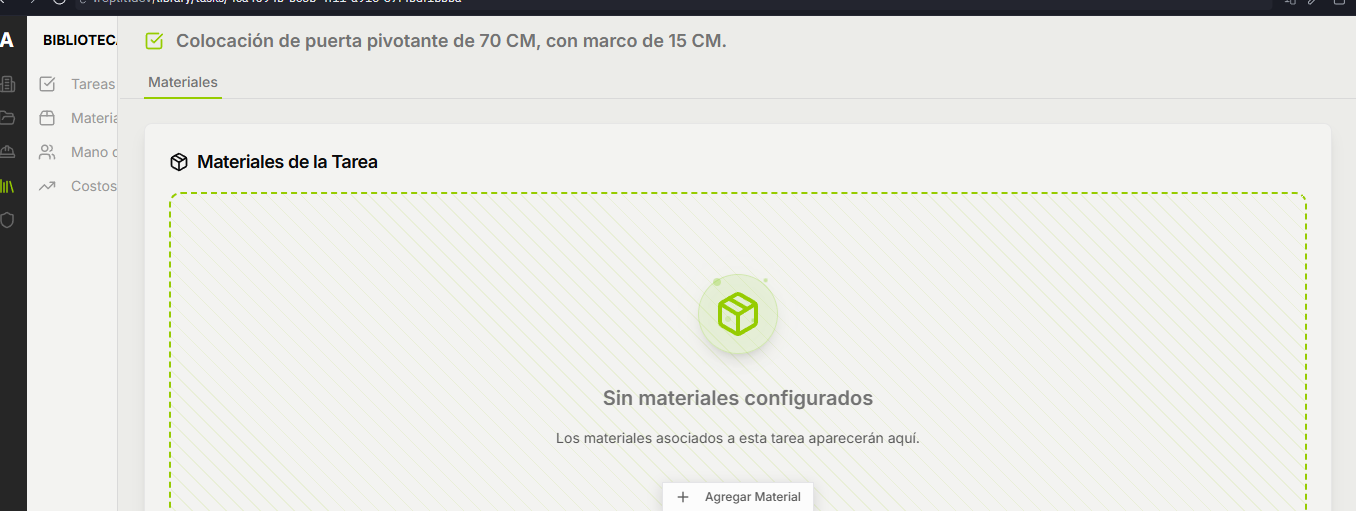 A
BIBLIOTECA
Colocación de puerta pivotante de 70 CM, con marco de 15 CM.
Tareas
Materiales
Materia
Mano d
Costos
Materiales de la Tarea
Sin materiales configurados
Los materiales asociados a esta tarea aparecerán aquí.
+ Agregar Material